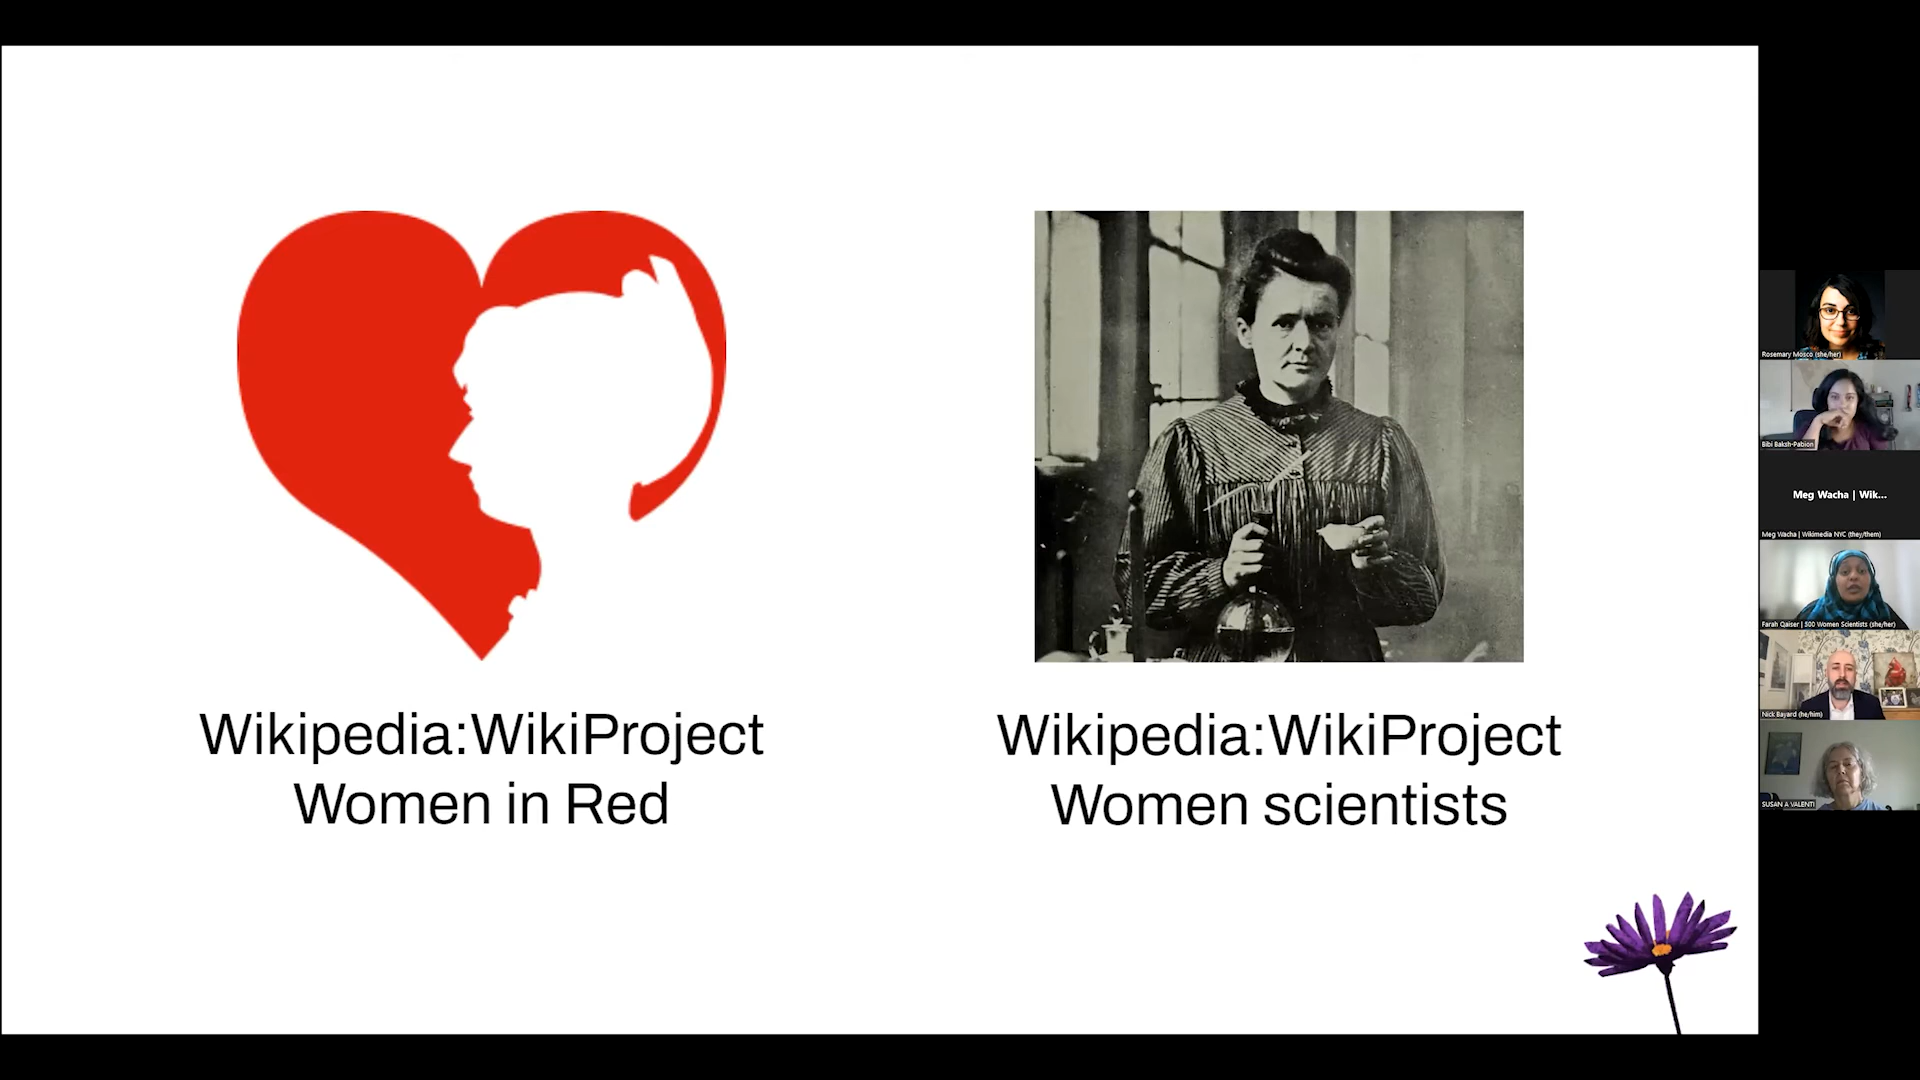 Wikipedia:WikiProject
Women in Red
Wikipedia:WikiProject
Women scientists
Rosemary Mosco (she/her)
Bibi Baksh-Pabion
Meg Wacha | Wik...
Meg Wacha | Wikimedia NYC (they/them)
Farah Qaiser | 500 Women Scientists (she/her)
Nick Bayard (he/him)
SUSAN A VALENTI